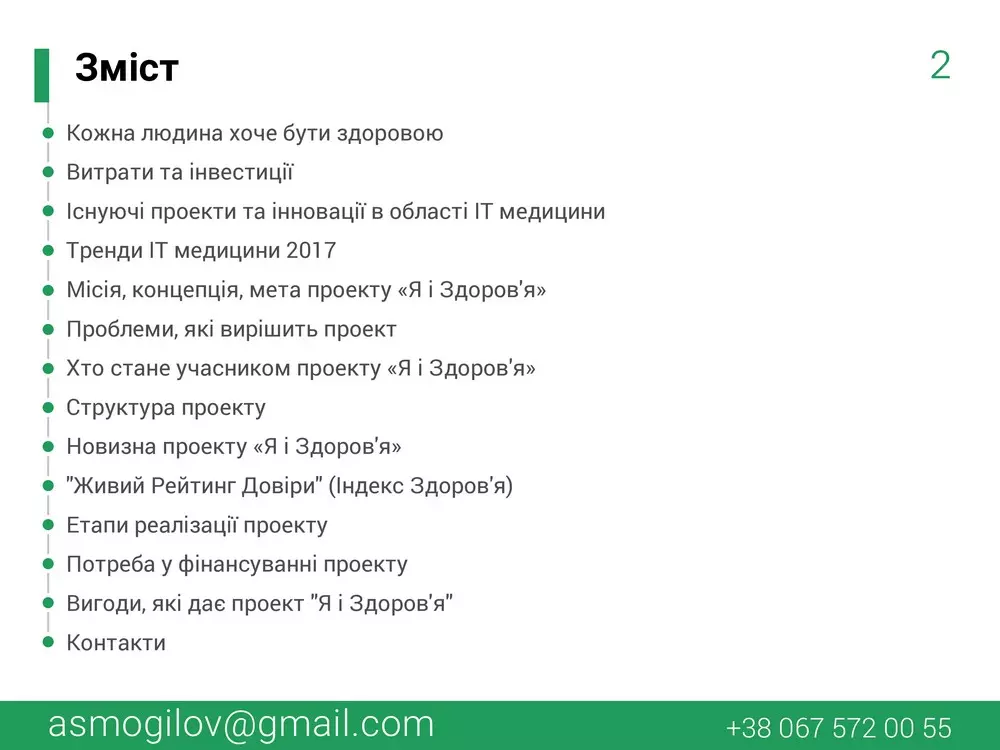 Зміст
2
Кожна людина хоче бути здоровою
Витрати та інвестиції
Існуючі проекти та інновації в області ІТ медицини
Тренди ІТ медицини 2017
Місія, концепція, мета проекту «Я і Здоров'я»
Проблеми, які вирішить проект
Хто стане учасником проекту «Я і Здоров'я»
Структура проекту
Новизна проекту «Я і Здоров'я»
"Живий Рейтинг Довіри" (Індекс Здоров'я)
Етапи реалізації проекту
Потреба у фінансуванні проекту
Вигоди, які дає проект "Я і Здоров'я"
Контакти
asmogilov@gmail.com
+38 067 572 00 55